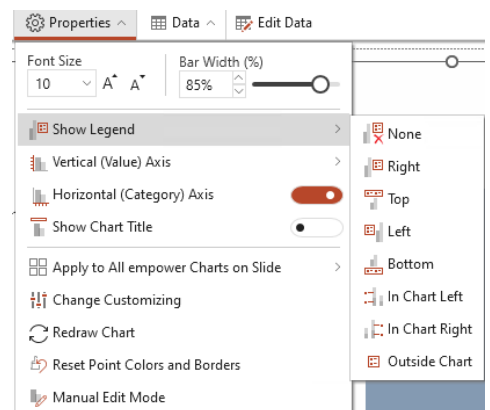 Properties Data Edit Data
Font Size Bar Width (%)
10 A A 85%
Show Legend
None
Vertical (Value) Axis
Right
Horizontal (Category) Axis
Top
Show Chart Title
Left
Apply to All empower Charts on Slide
Bottom
Change Customizing
In Chart Left
Redraw Chart
In Chart Right
Reset Point Colors and Borders
Outside Chart
Manual Edit Mode